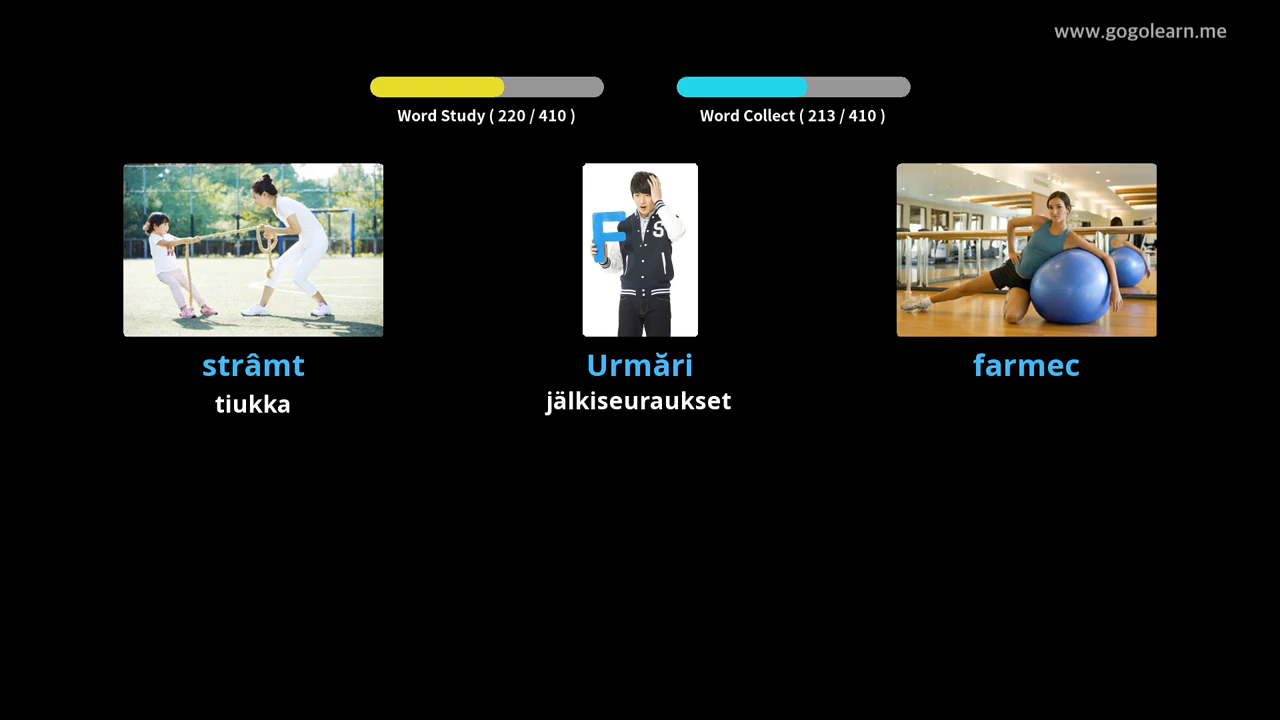 www.gogolearn.me
Word Study ( 220 / 410 )
Word Collect ( 213 / 410 )
F
S
strâmt
Urmări
farmec
tiukka
jälkiseuraukset